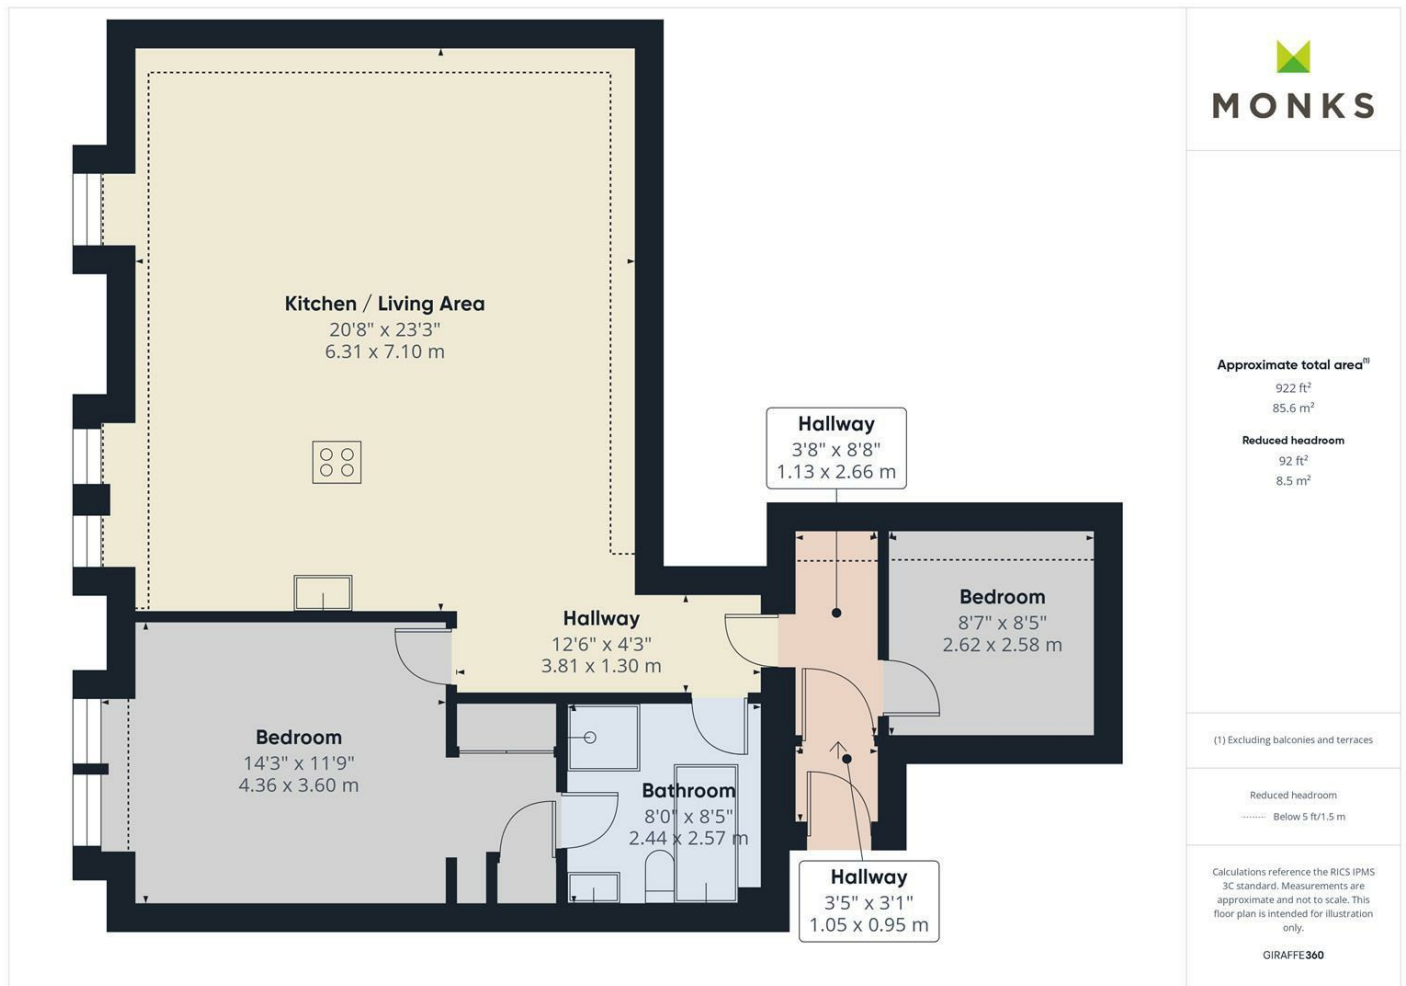 Kitchen / Living Area
20'8" x 23'3"
6.31 x 7.10 m
Hallway
3'8" x 8'8"
1.13 x 2.66 m
Bedroom
8'7" x 8'5"
2.62 x 2.58 m
Hallway
12'6" x 4'3"
3.81 x 1.30 m
Bedroom
14'3" x 11'9"
4.36 x 3.60 m
Bathroom
8'0" x 8'5"
2.44 x 2.57 m
Hallway
3'5" x 3'1"
1.05 x 0.95 m
MONKS
Approximate total area(1)
922 ft²
85.6 m²
Reduced headroom
92 ft²
8.5 m²
(1) Excluding balconies and terraces
Reduced headroom
Below 5 ft/1.5 m
Calculations reference the RICS IPMS
3C standard. Measurements are
approximate and not to scale. This
floor plan is intended for illustration
only.
GIRAFFE360